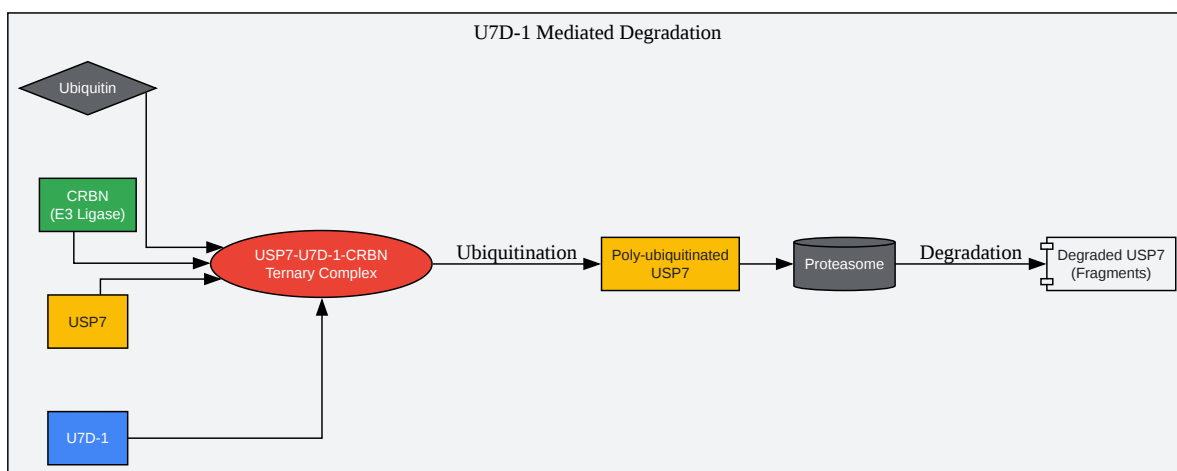 U7D-1 Mediated Degradation
Ubiquitin
CRBN
(E3 Ligase)
USP7-U7D-1-CRBN
Ternary Complex
Ubiquitination
Poly-ubiquitinated
USP7
Proteasome
Degradation
Degraded USP7
(Fragments)
USP7
U7D-1